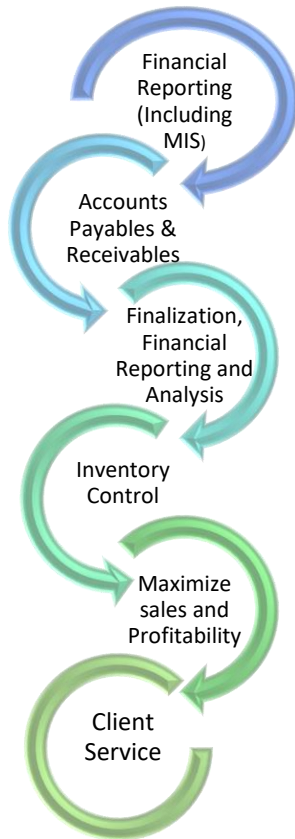 Financial
Reporting
(Including
MIS)
Accounts
Payables &
Receivables
Finalization,
Financial
Reporting and
Analysis
Inventory
Control
Maximize
sales and
Profitability
Client
Service